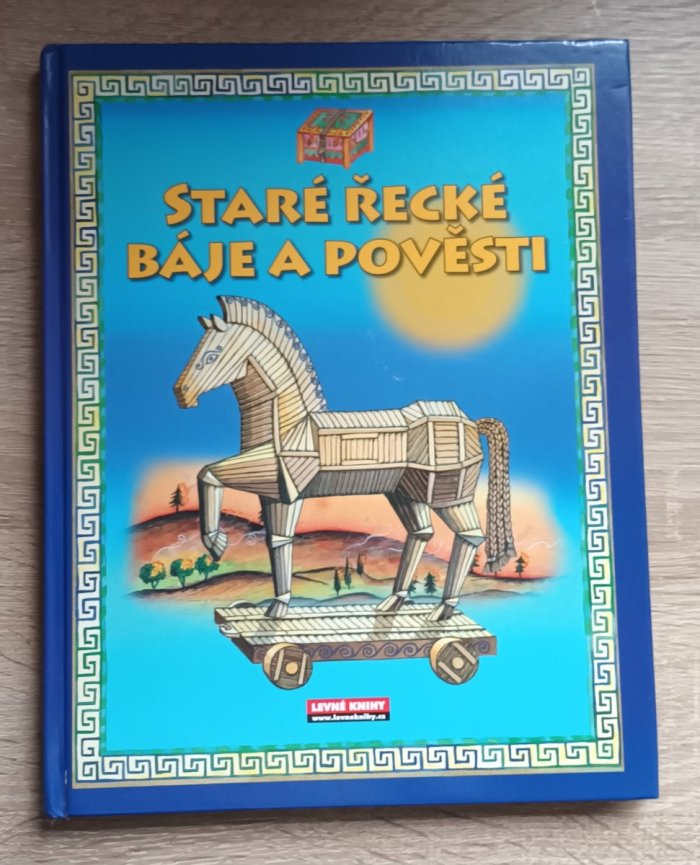 STARÉ ŘECKÉ
BÁJE A POVĚSTI
LEVNÉ KNIHY
www.levneknihy.cz